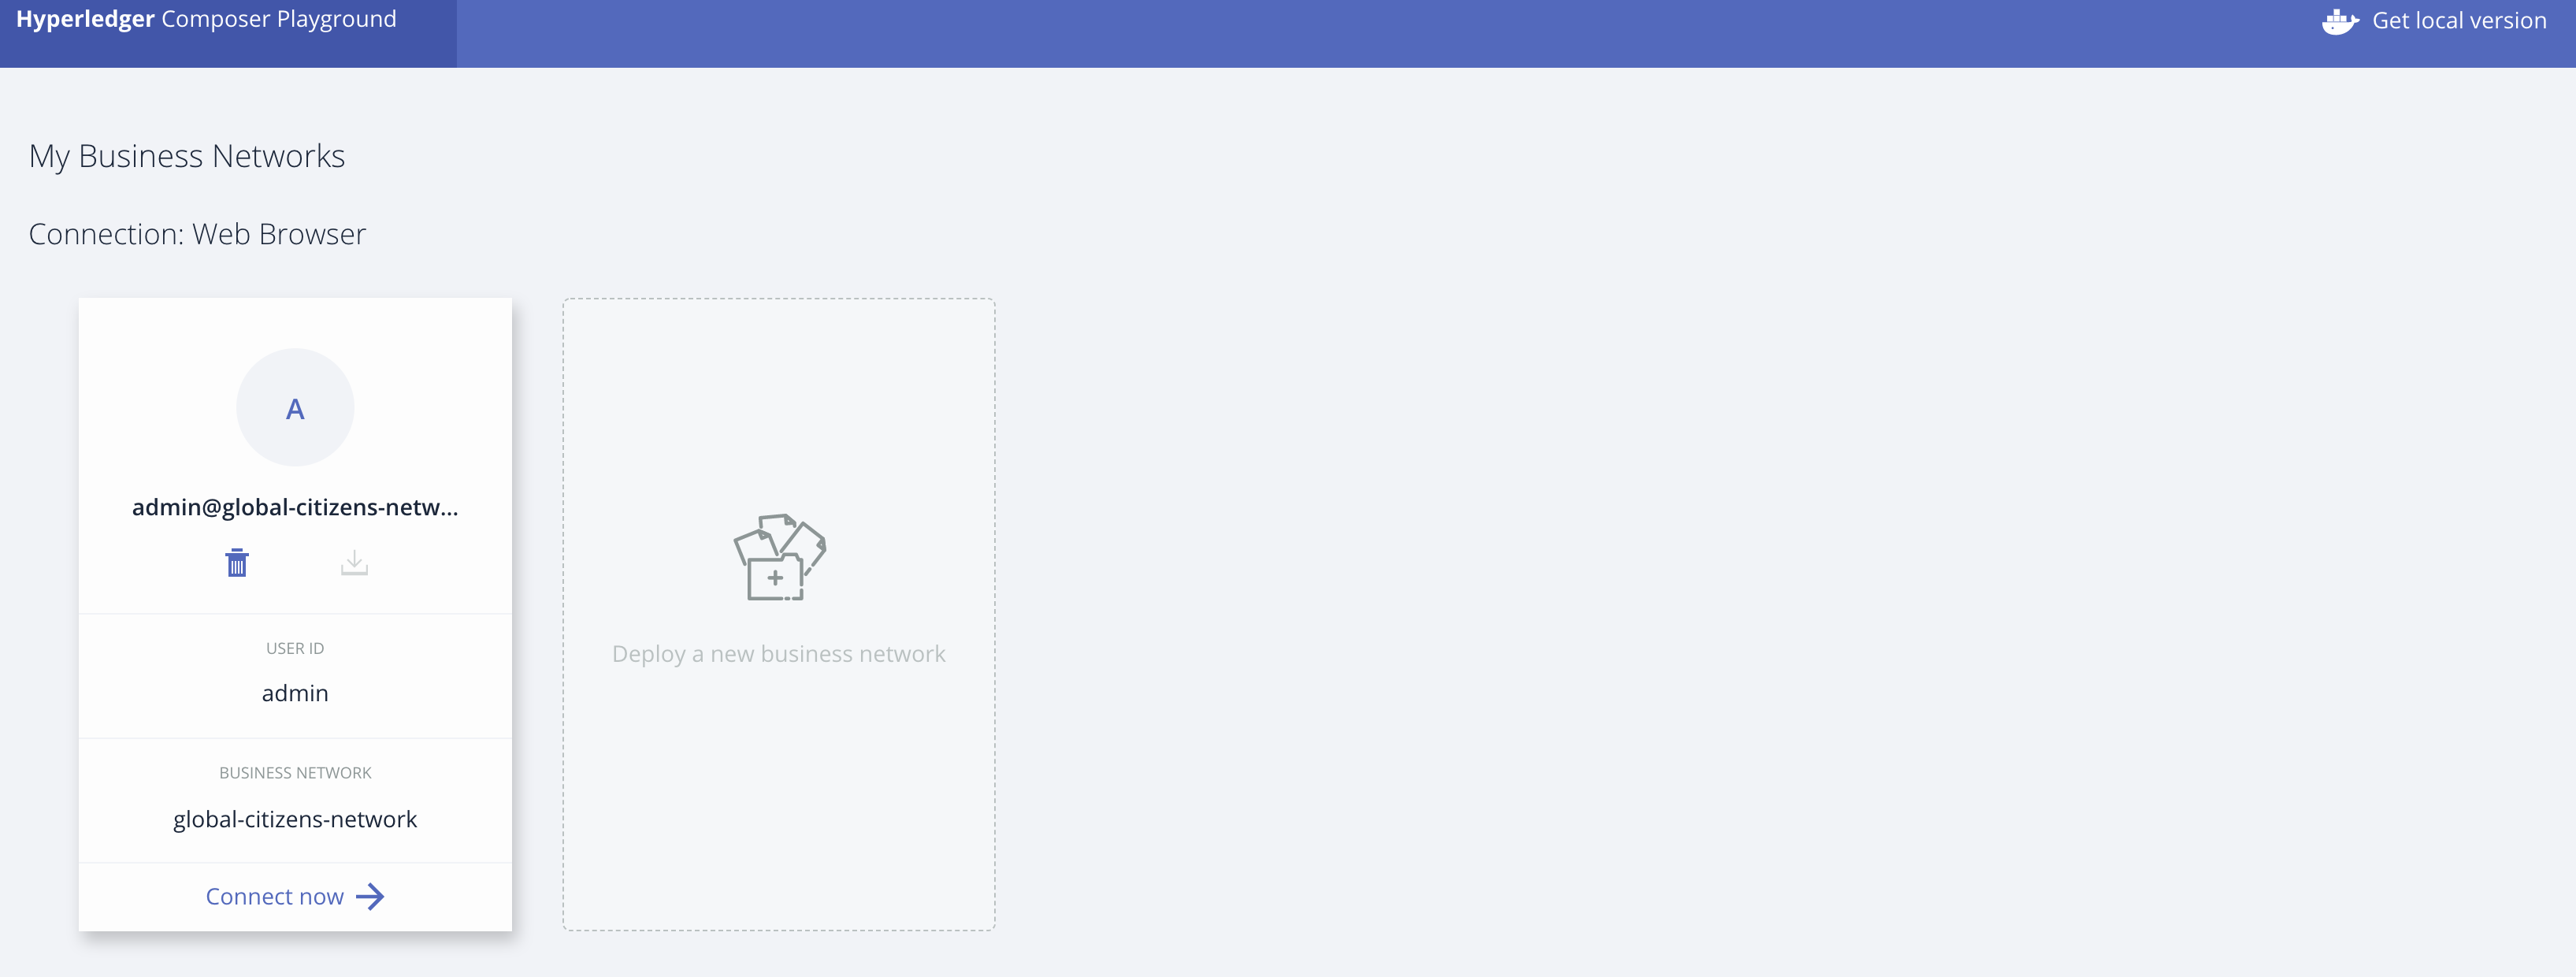 Hyperledger Composer Playground
Get local version
My Business Networks
Connection: Web Browser
A
admin@global-citizens-netw...
USER ID
admin
BUSINESS NETWORK
global-citizens-network
Connect now
Deploy a new business network